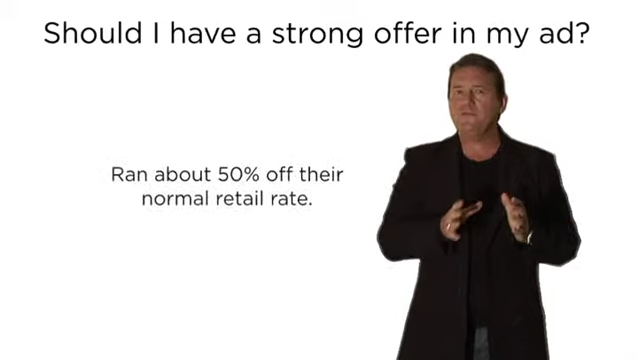 Should I have a strong offer in my ad?
Ran about 50% off their
normal retail rate.